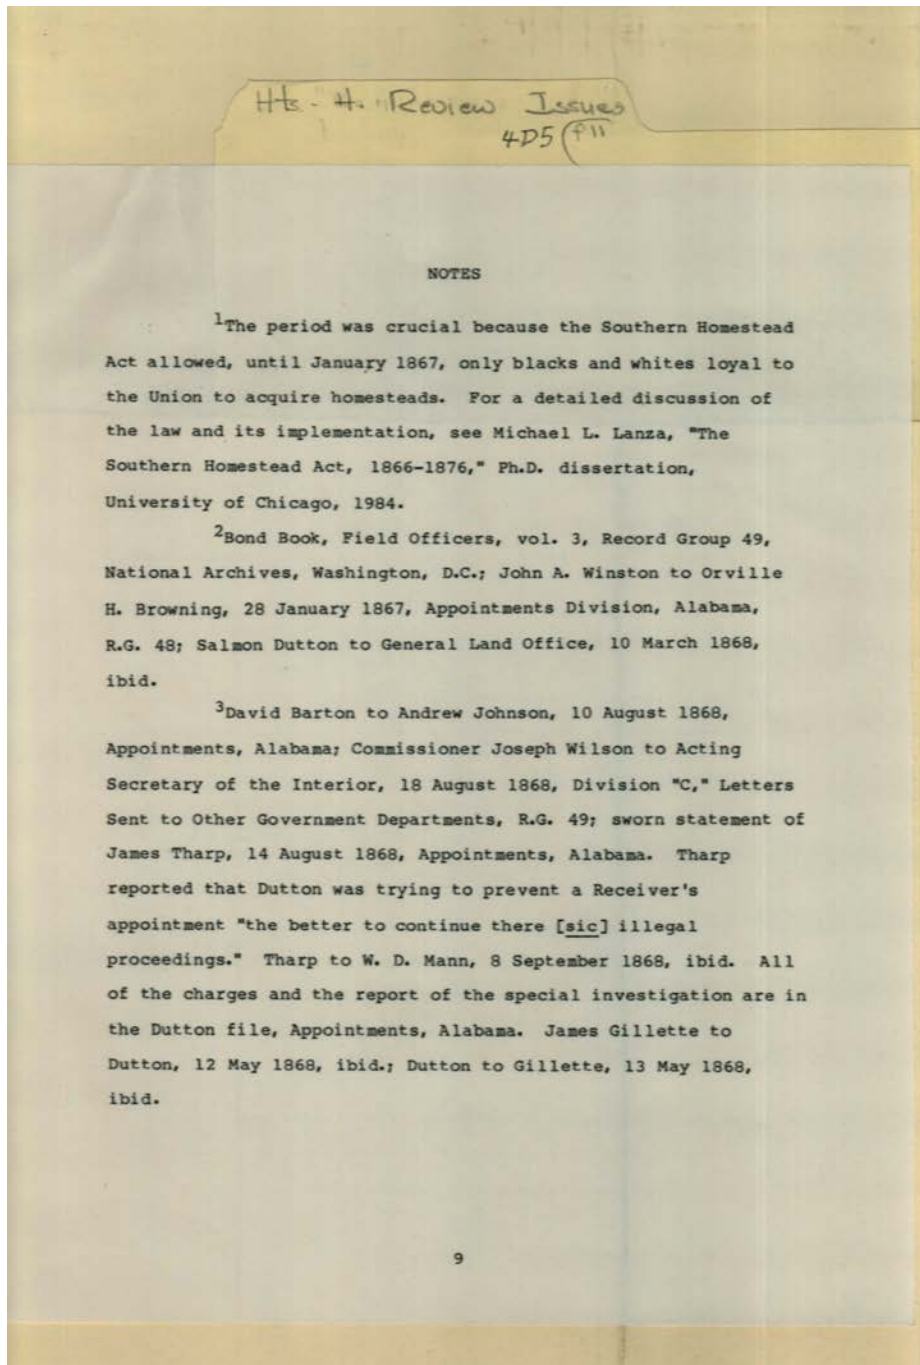 Hts - H. Review Issues
4D5 (P11
NOTES
1The period was crucial because the Southern Homestead
Act allowed, until January 1867, only blacks and whites loyal to
the Union to acquire homesteads. For a detailed discussion of
the law and its implementation, see Michael L. Lanza, "The
Southern Homestead Act, 1866-1876," Ph.D. dissertation,
University of Chicago, 1984.
2Bond Book, Field Officers, vol. 3, Record Group 49,
National Archives, Washington, D.C.; John A. Winston to Orville
H. Browning, 28 January 1867, Appointments Division, Alabama,
R.G. 48; Salmon Dutton to General Land Office, 10 March 1868,
ibid.
3David Barton to Andrew Johnson, 10 August 1868,
Appointments, Alabama; Commissioner Joseph Wilson to Acting
Secretary of the Interior, 18 August 1868, Division "C," Letters
Sent to Other Government Departments, R.G. 49; sworn statement of
James Tharp, 14 August 1868, Appointments, Alabama. Tharp
reported that Dutton was trying to prevent a Receiver's
appointment "the better to continue there [sic] illegal
proceedings." Tharp to W. D. Mann, 8 September 1868, ibid. All
of the charges and the report of the special investigation are in
the Dutton file, Appointments, Alabama. James Gillette to
Dutton, 12 May 1868, ibid.; Dutton to Gillette, 13 May 1868,
ibid.
9